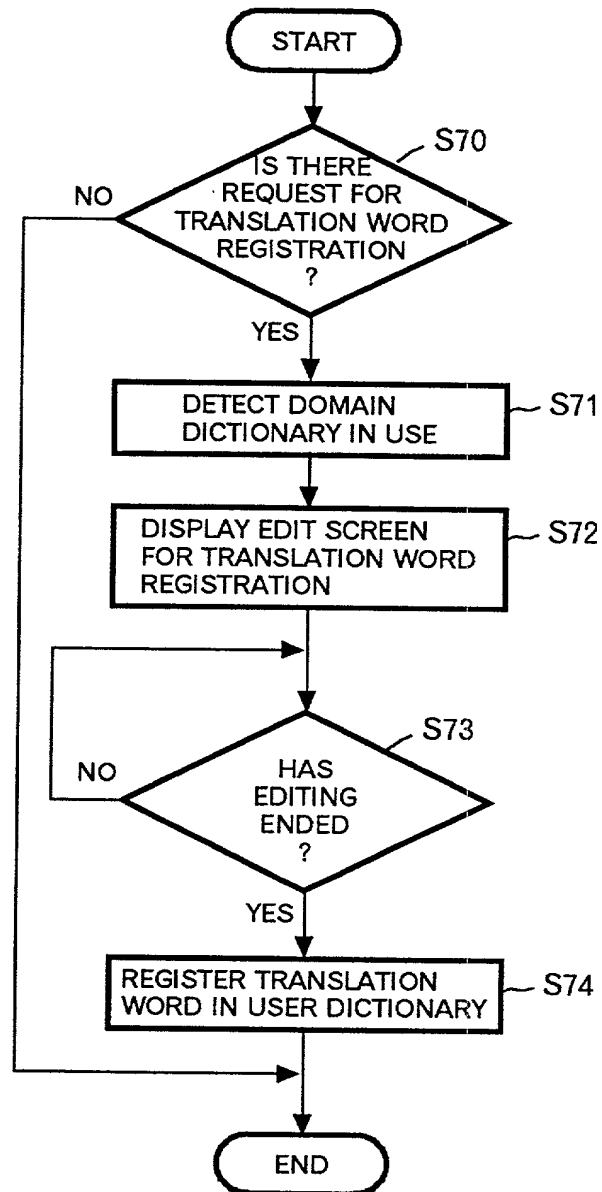 START
S70
IS THERE
REQUEST FOR
TRANSLATION WORD
REGISTRATION
?
NO
YES
DETECT DOMAIN
DICTIONARY IN USE
S71
DISPLAY EDIT SCREEN
FOR TRANSLATION WORD
REGISTRATION
S72
S73
HAS
EDITING
ENDED
?
NO
YES
REGISTER TRANSLATION
WORD IN USER DICTIONARY
S74
END